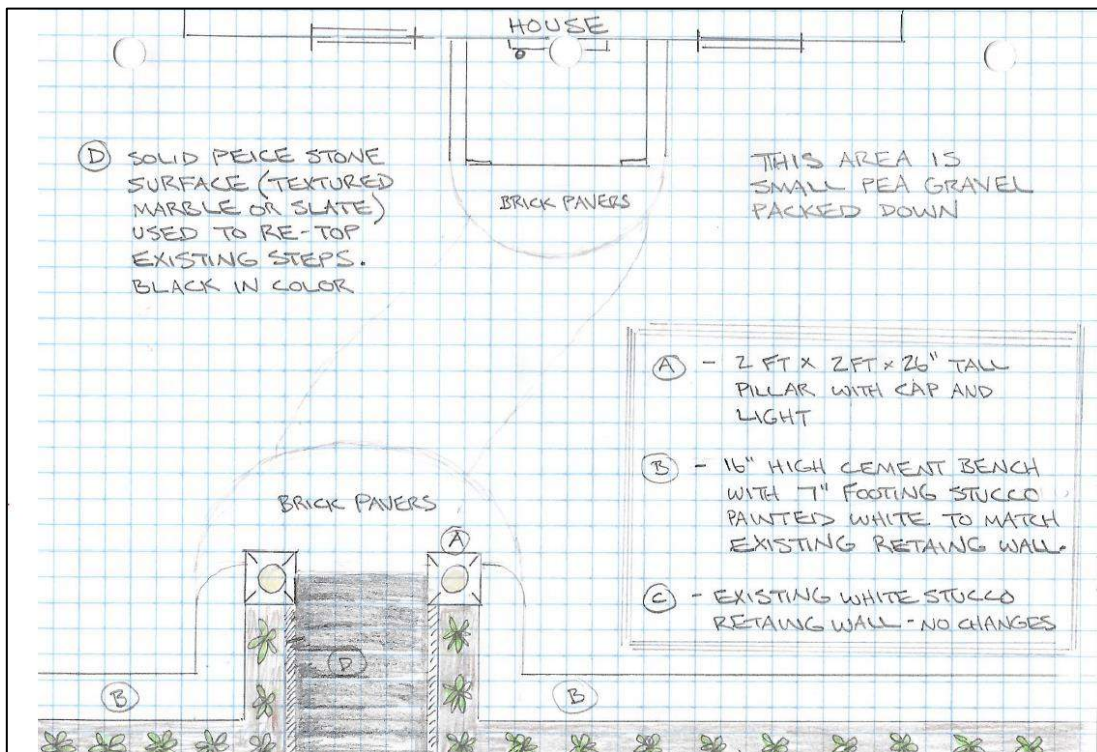 HOUSE
D SOLID PEICE STONE
SURFACE (TEXTURED
MARBLE OR SLATE)
USED TO RE-TOP
EXISTING STEPS.
BLACK IN COLOR
BRICK PAVERS
THIS AREA IS
SMALL PEA GRAVEL
PACKED DOWN
A - 2 FT x 2FT x 26" TALL
PILLAR WITH CAP AND
LIGHT
B - 16" HIGH CEMENT BENCH
WITH 7" FOOTING STUCCO
PAINTED WHITE TO MATCH
EXISTING RETAING WALL.
C - EXISTING WHITE STUCCO
RETAING WALL - NO CHANGES
BRICK PAVERS
A
D
B
B